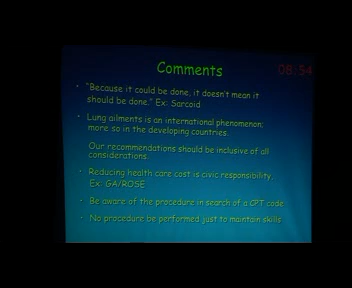 Comments
08:54
• "Because it could be done, it doesn't mean it
should be done." Ex: Sarcoid
• Lung ailments is an international phenomenon;
more so in the developing countries.
Our recommendations should be inclusive of all
considerations.
• Reducing health care cost is civic responsibility.
Ex: GA/ROSE
• Be aware of the procedure in search of a CPT code
• No procedure be performed just to maintain skills